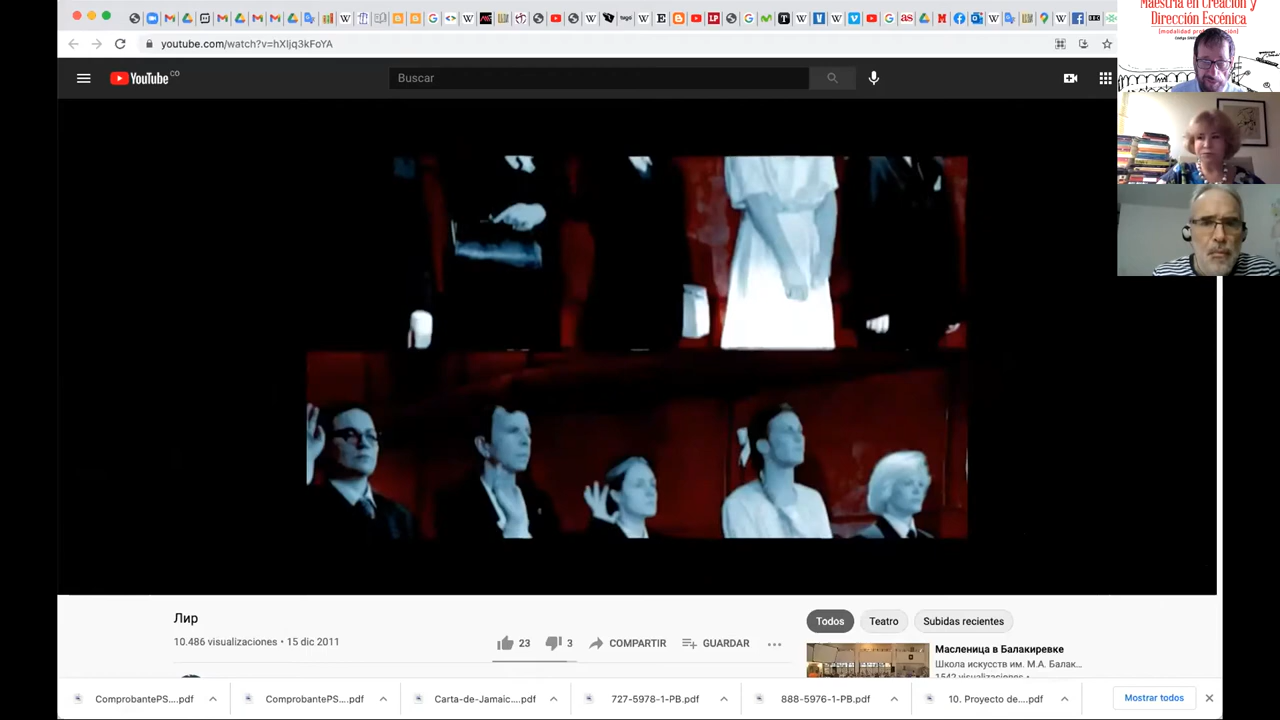 youtube.com/watch?v=hXIjq3kFoYA
YouTube CO
Buscar
Maestría en Creación y
Dirección Escénica
Лир
10.486 visualizaciones • 15 dic 2011
23
3
COMPARTIR
GUARDAR
Todos
Teatro
Subidas recientes
Масленица в Балакиревке
Школа искусств им. М.А. Балак...
ComprobantePS....pdf
ComprobantePS....pdf
Carta-de-Jamaic....pdf
727-5978-1-PB.pdf
888-5976-1-PB.pdf
10. Proyecto de....pdf
Mostrar todos